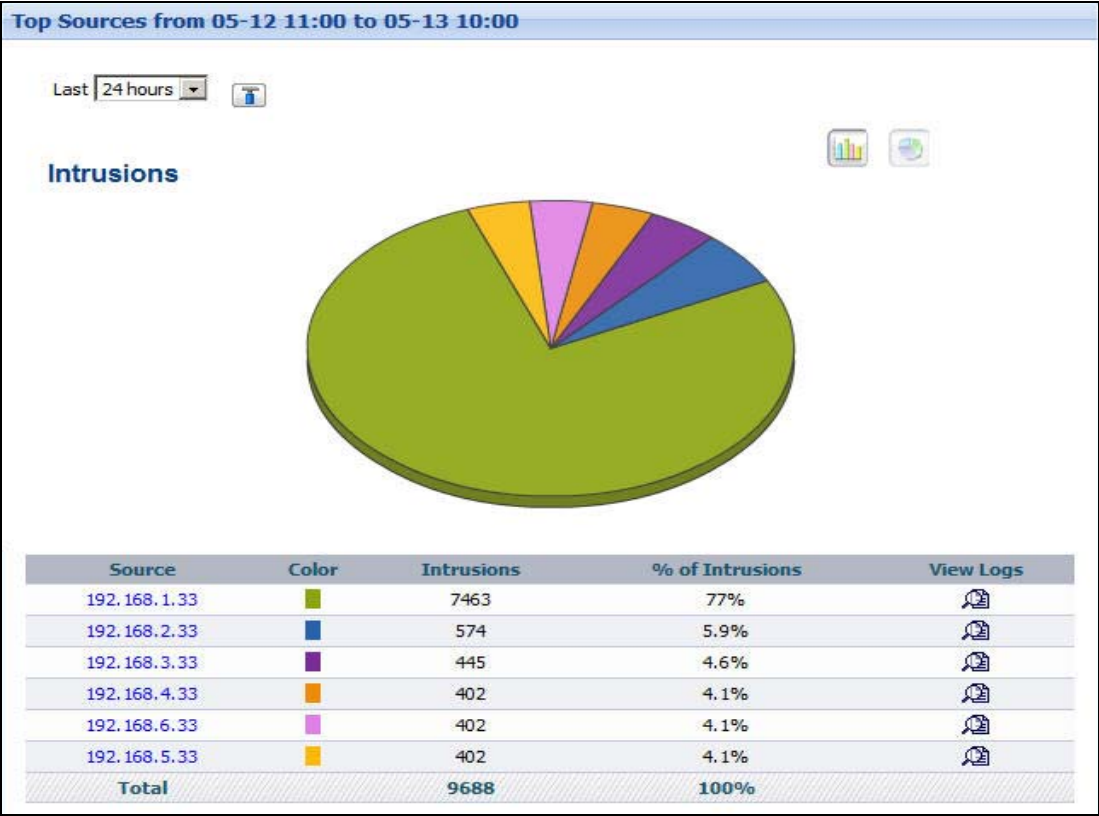 Top Sources from 05-12 11:00 to 05-13 10:00
Last 24 hours
Intrusions
Source Color Intrusions % of Intrusions View Logs
192.168.1.33 7463 77%
192.168.2.33 574 5.9%
192.168.3.33 445 4.6%
192.168.4.33 402 4.1%
192.168.6.33 402 4.1%
192.168.5.33 402 4.1%
Total 9688 100%